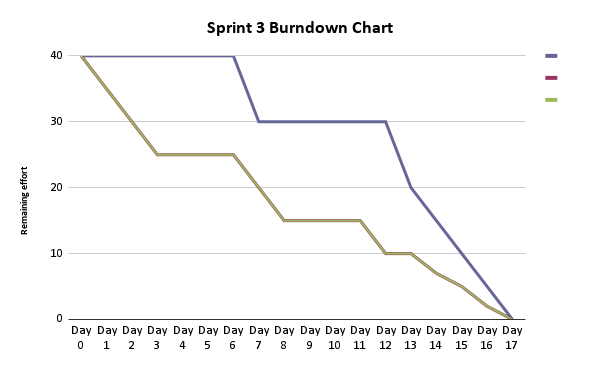 Sprint 3 Burndown Chart
40
30
20
10
0
Remaining effort
Day Day Day Day Day Day Day Day Day Day Day Day Day Day Day Day Day Day
0 1 2 3 4 5 6 7 8 9 10 11 12 13 14 15 16 17